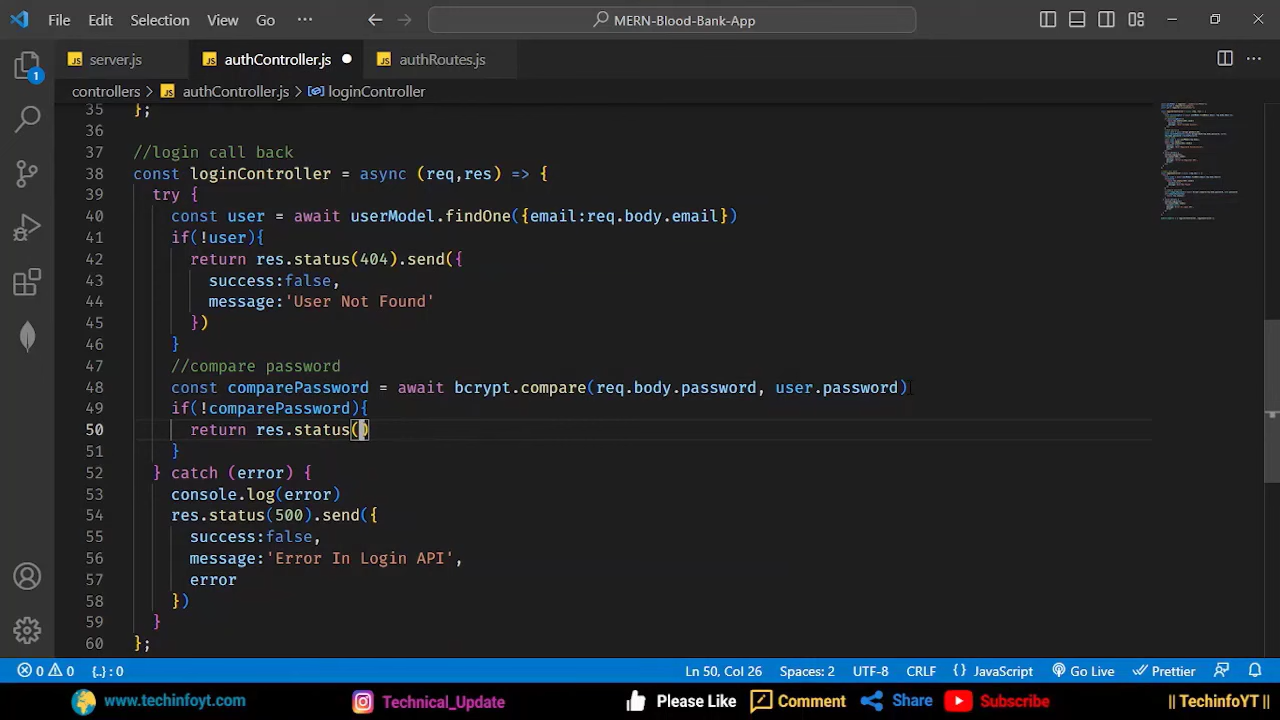 File Edit Selection View Go ··· MERN-Blood-Bank-App
JS server.js JS authController.js JS authRoutes.js
controllers > JS authController.js > loginController
35 };
36
37 //login call back
38 const loginController = async (req,res) => {
39 try {
40 const user = await userModel.findOne({email:req.body.email})
41 if(!user){
42 return res.status(404).send({
43 success:false,
44 message:'User Not Found'
45 })
46 }
47 //compare password
48 const comparePassword = await bcrypt.compare(req.body.password, user.password)
49 if(!comparePassword){
50 return res.status()
51 }
52 } catch (error) {
53 console.log(error)
54 res.status(500).send({
55 success:false,
56 message:'Error In Login API',
57 error
58 })
59 }
60 };
1
0 0 {..} : 0 Ln 50, Col 26 Spaces: 2 UTF-8 CRLF {} JavaScript Go Live Prettier
www.techinfoyt.com Technical_Update Please Like Comment Share Subscribe || TechinfoYT ||